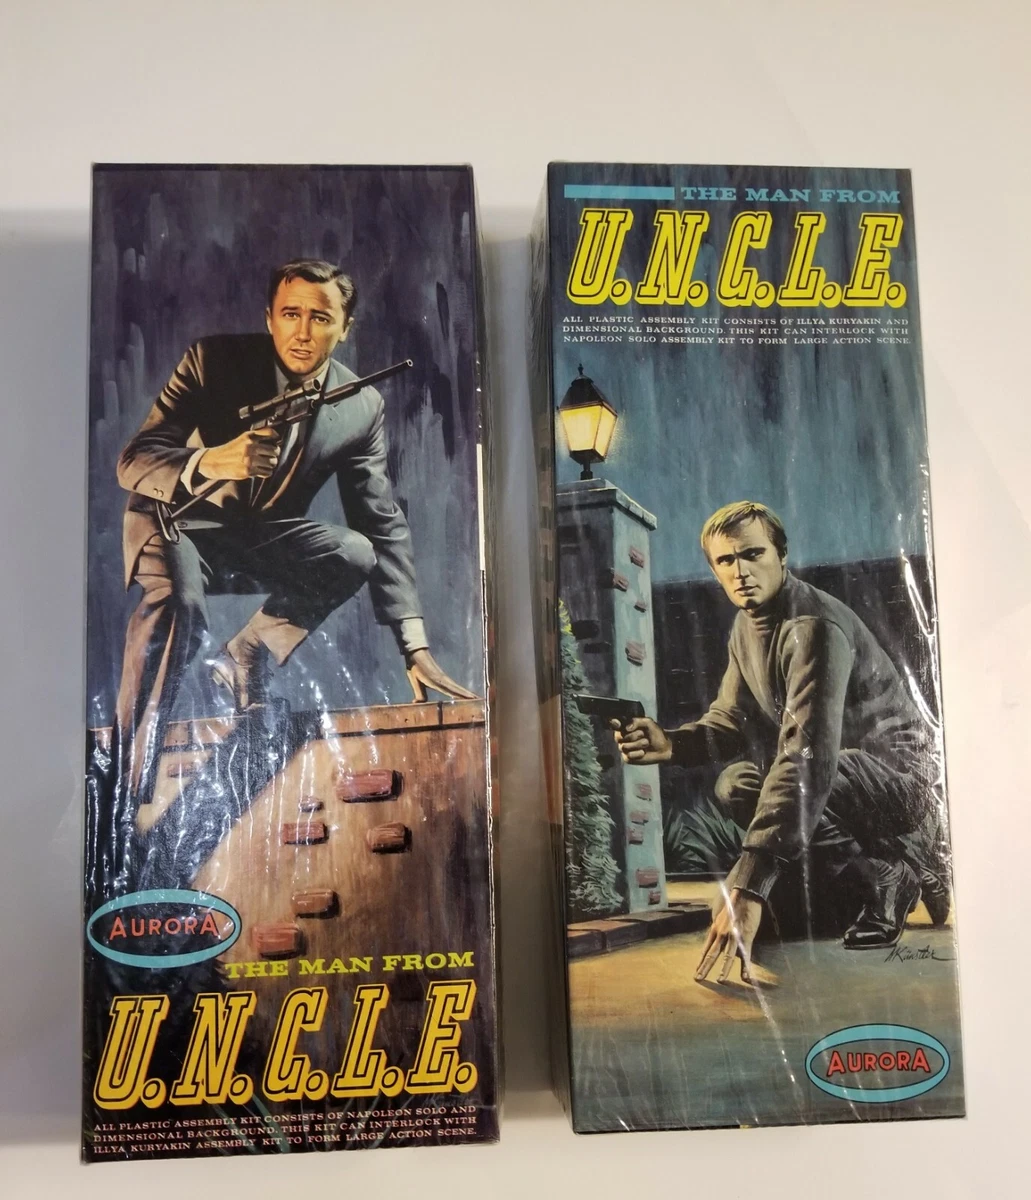 AURORA
THE MAN FROM
U.N.C.L.E.
ALL PLASTIC ASSEMBLY KIT CONSISTS OF NAPOLEON SOLO AND
DIMENSIONAL BACKGROUND. THIS KIT CAN INTERLOCK WITH
ILLYA KURYAKIN ASSEMBLY KIT TO FORM LARGE ACTION SCENE.
THE MAN FROM
U.N.C.L.E.
ALL PLASTIC ASSEMBLY KIT CONSISTS OF ILLYA KURYAKIN AND
DIMENSIONAL BACKGROUND. THIS KIT CAN INTERLOCK WITH
NAPOLEON SOLO ASSEMBLY KIT TO FORM LARGE ACTION SCENE.
Künstler
AURORA